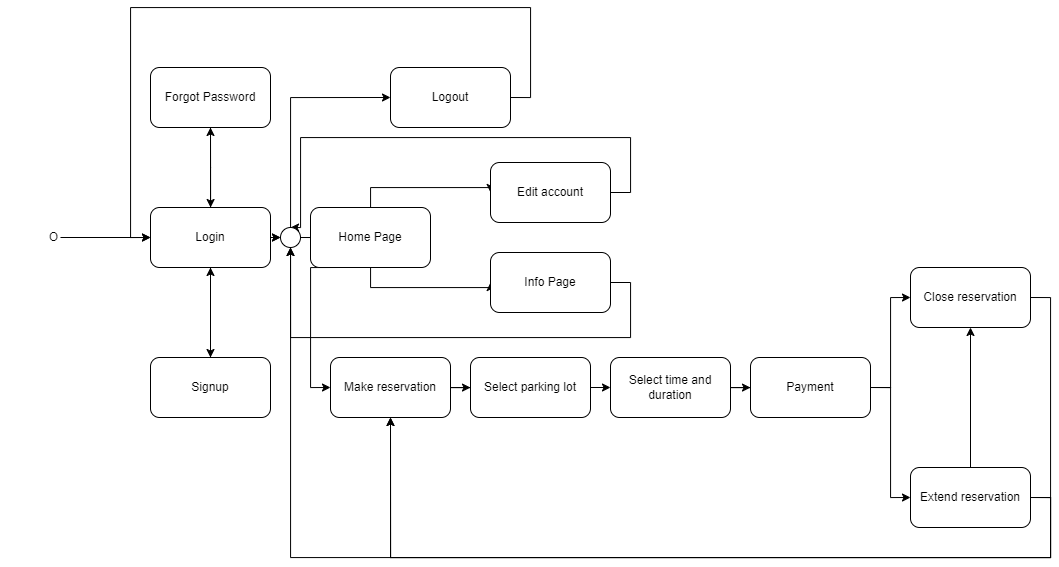 Forgot Password
Logout
Edit account
O
Login
Home Page
Info Page
Close reservation
Signup
Make reservation
Select parking lot
Select time and
duration
Payment
Extend reservation